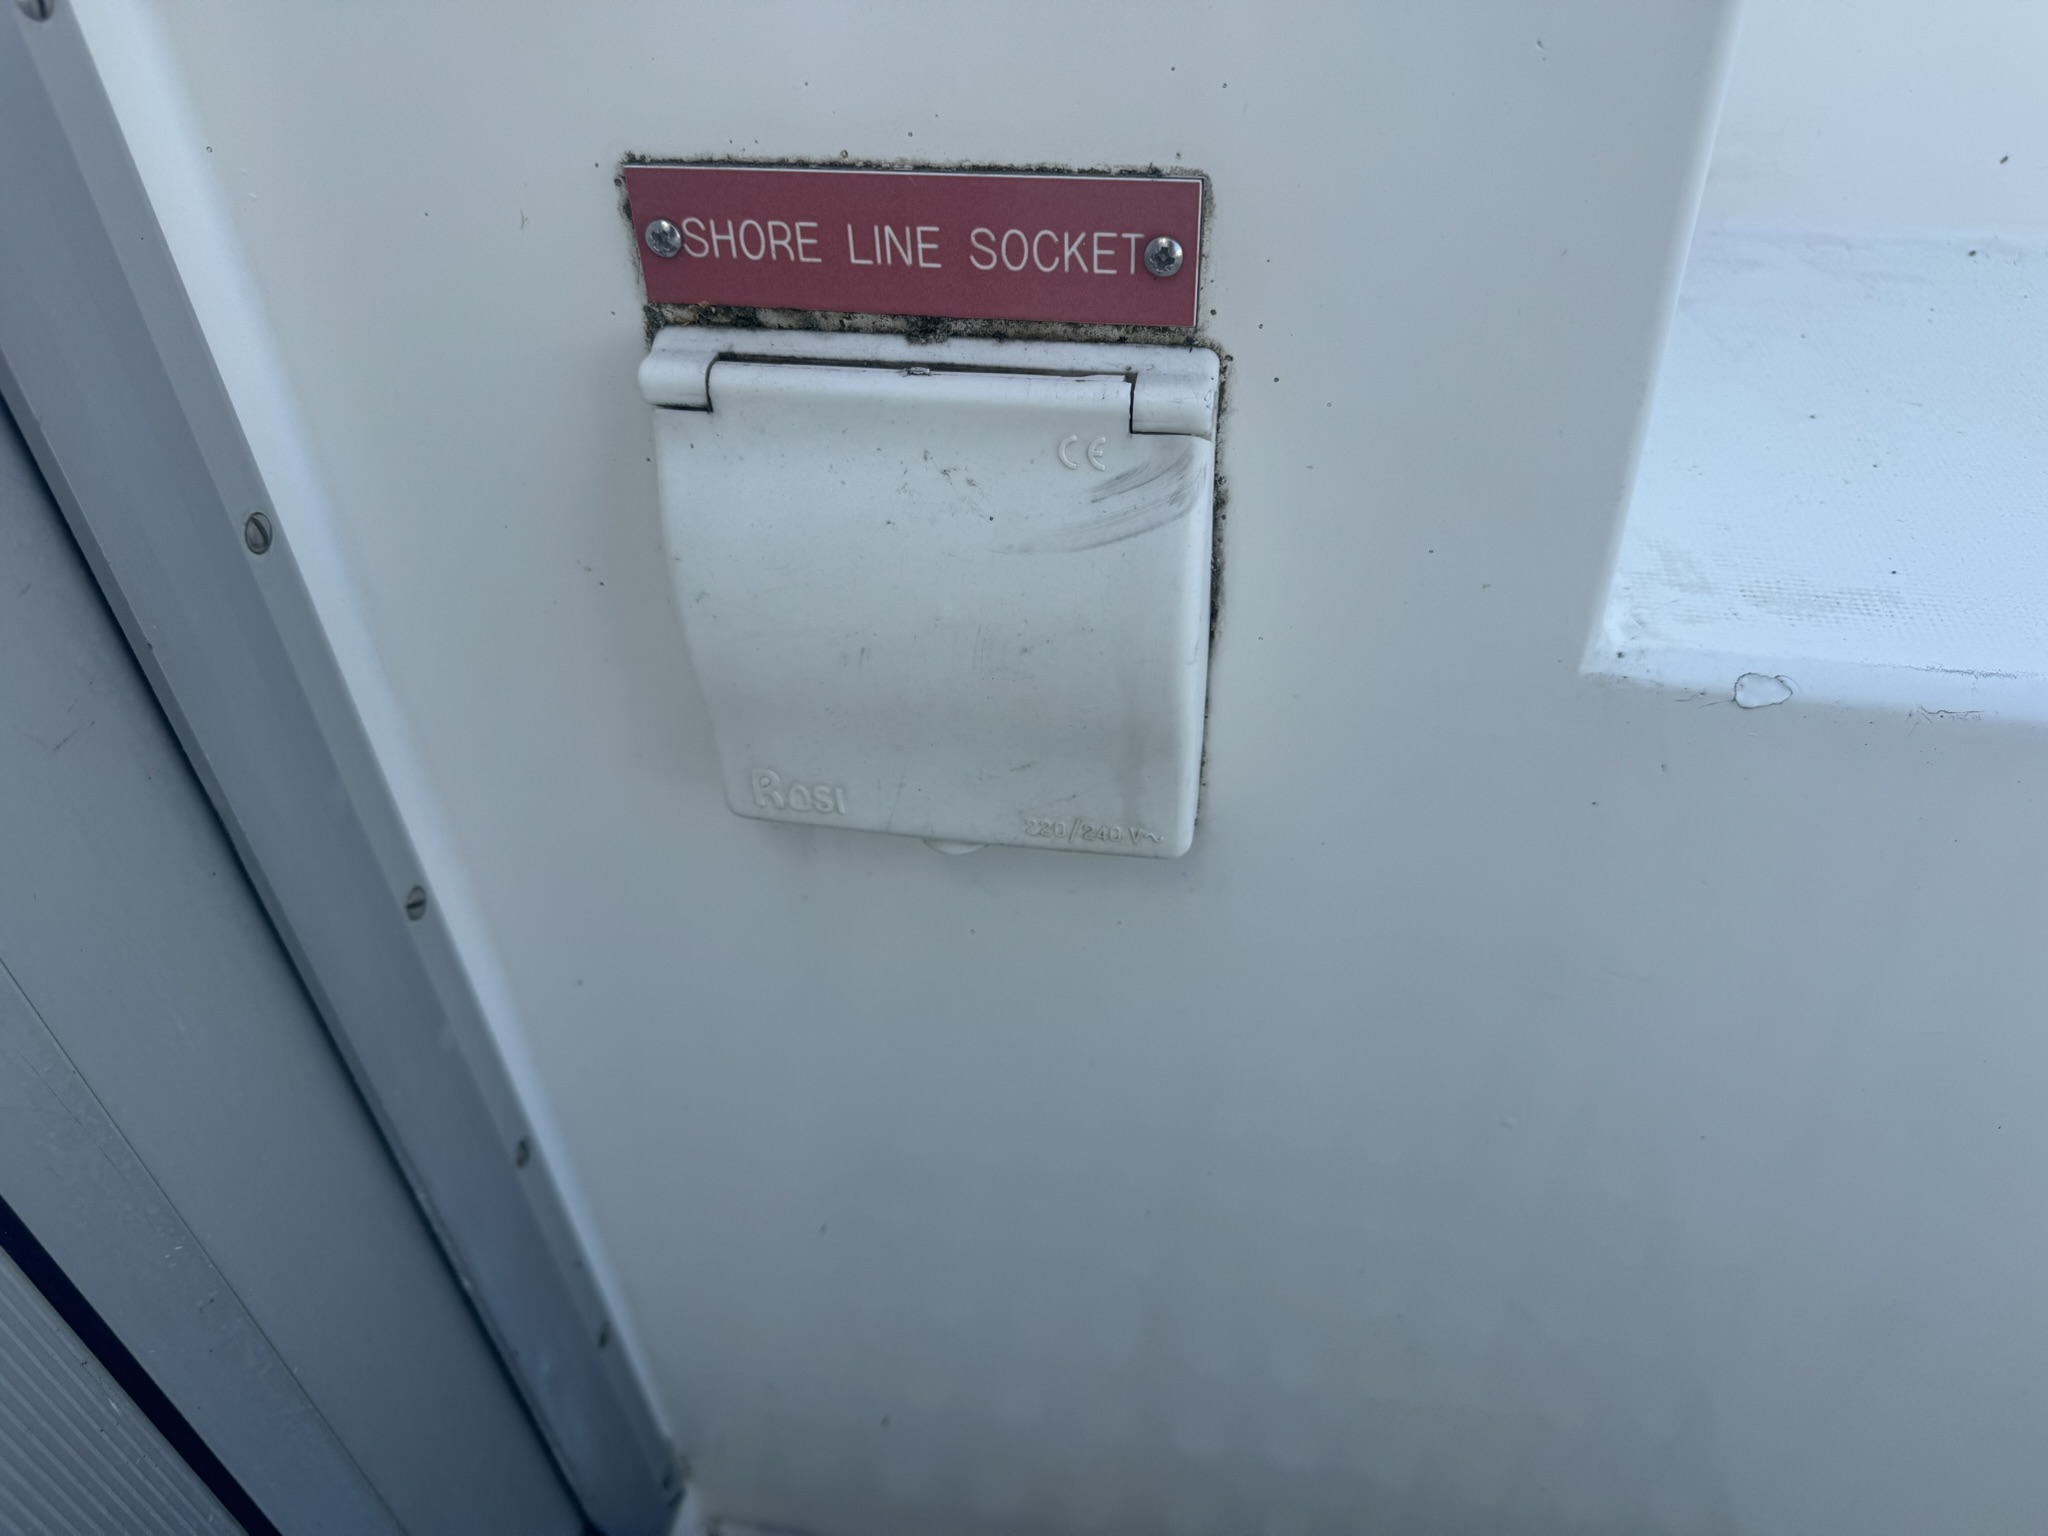 SHORE LINE SOCKET
CE
Rosi
220/240 V~